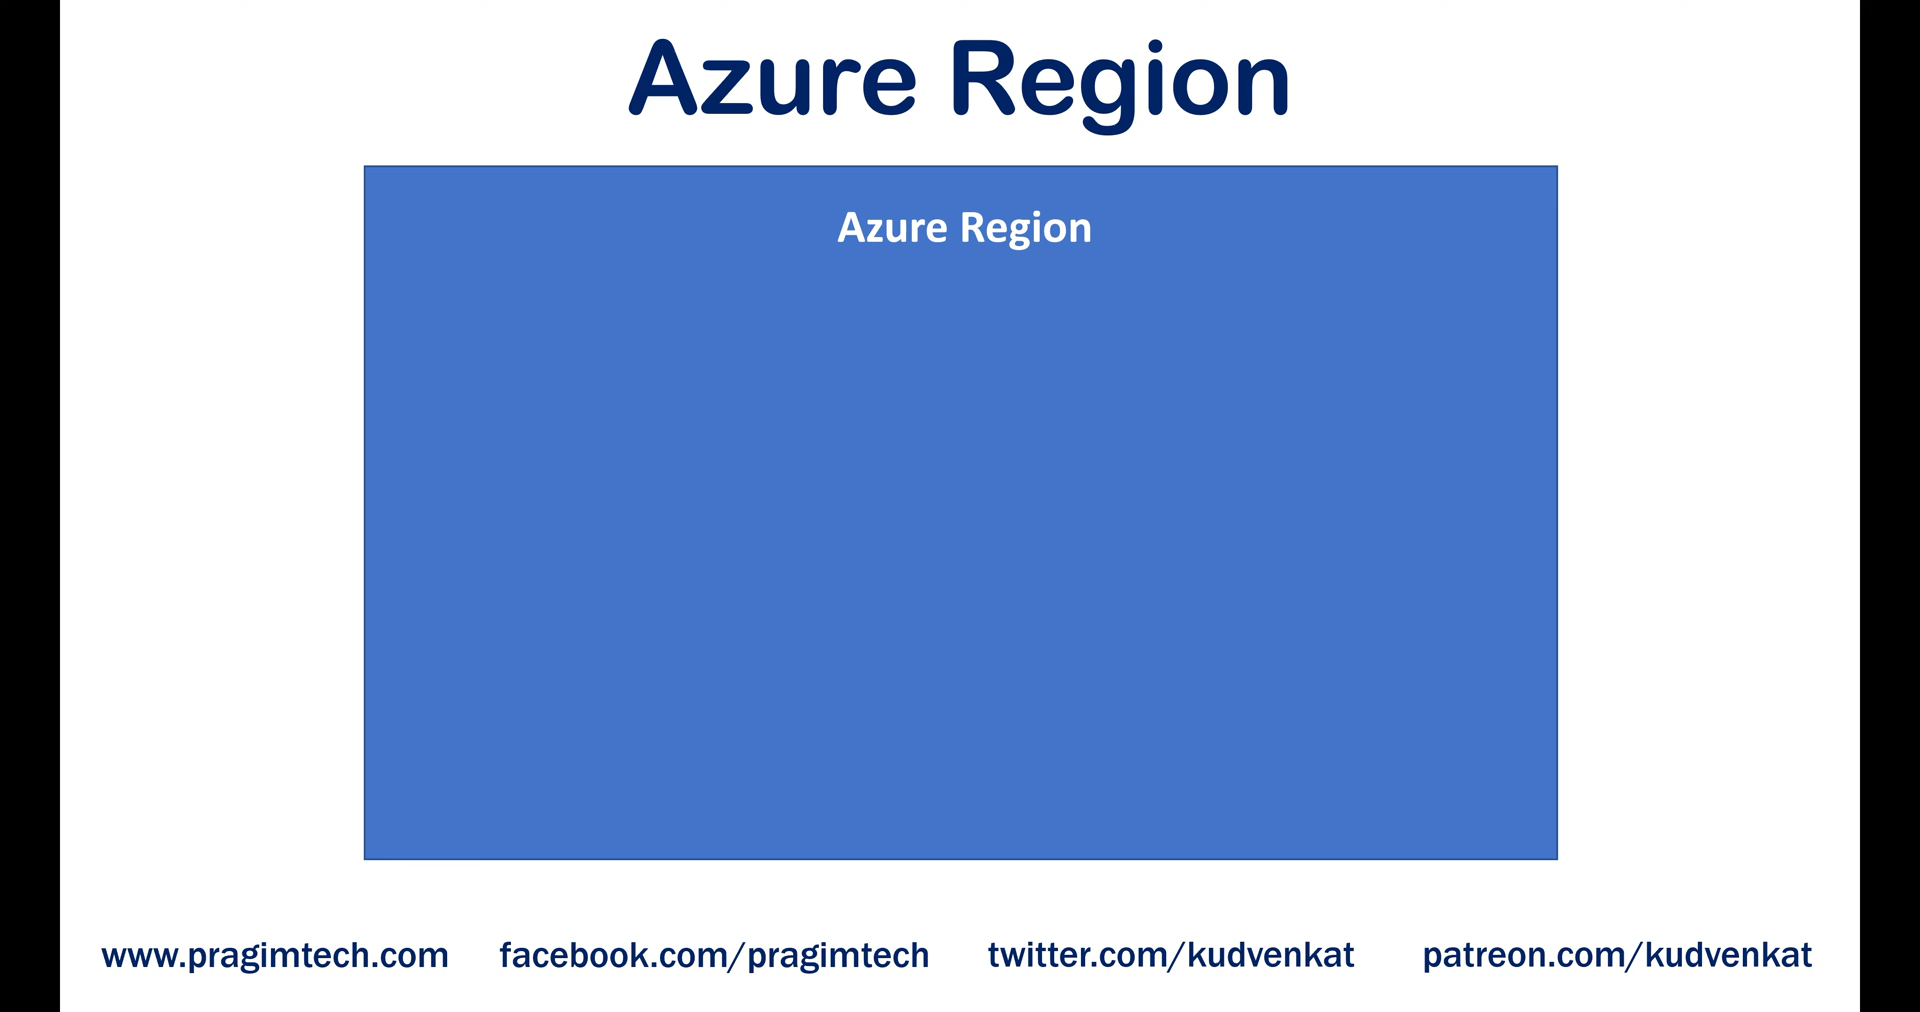 Azure Region
Azure Region
www.pragimtech.com facebook.com/pragimtech twitter.com/kudvenkat patreon.com/kudvenkat